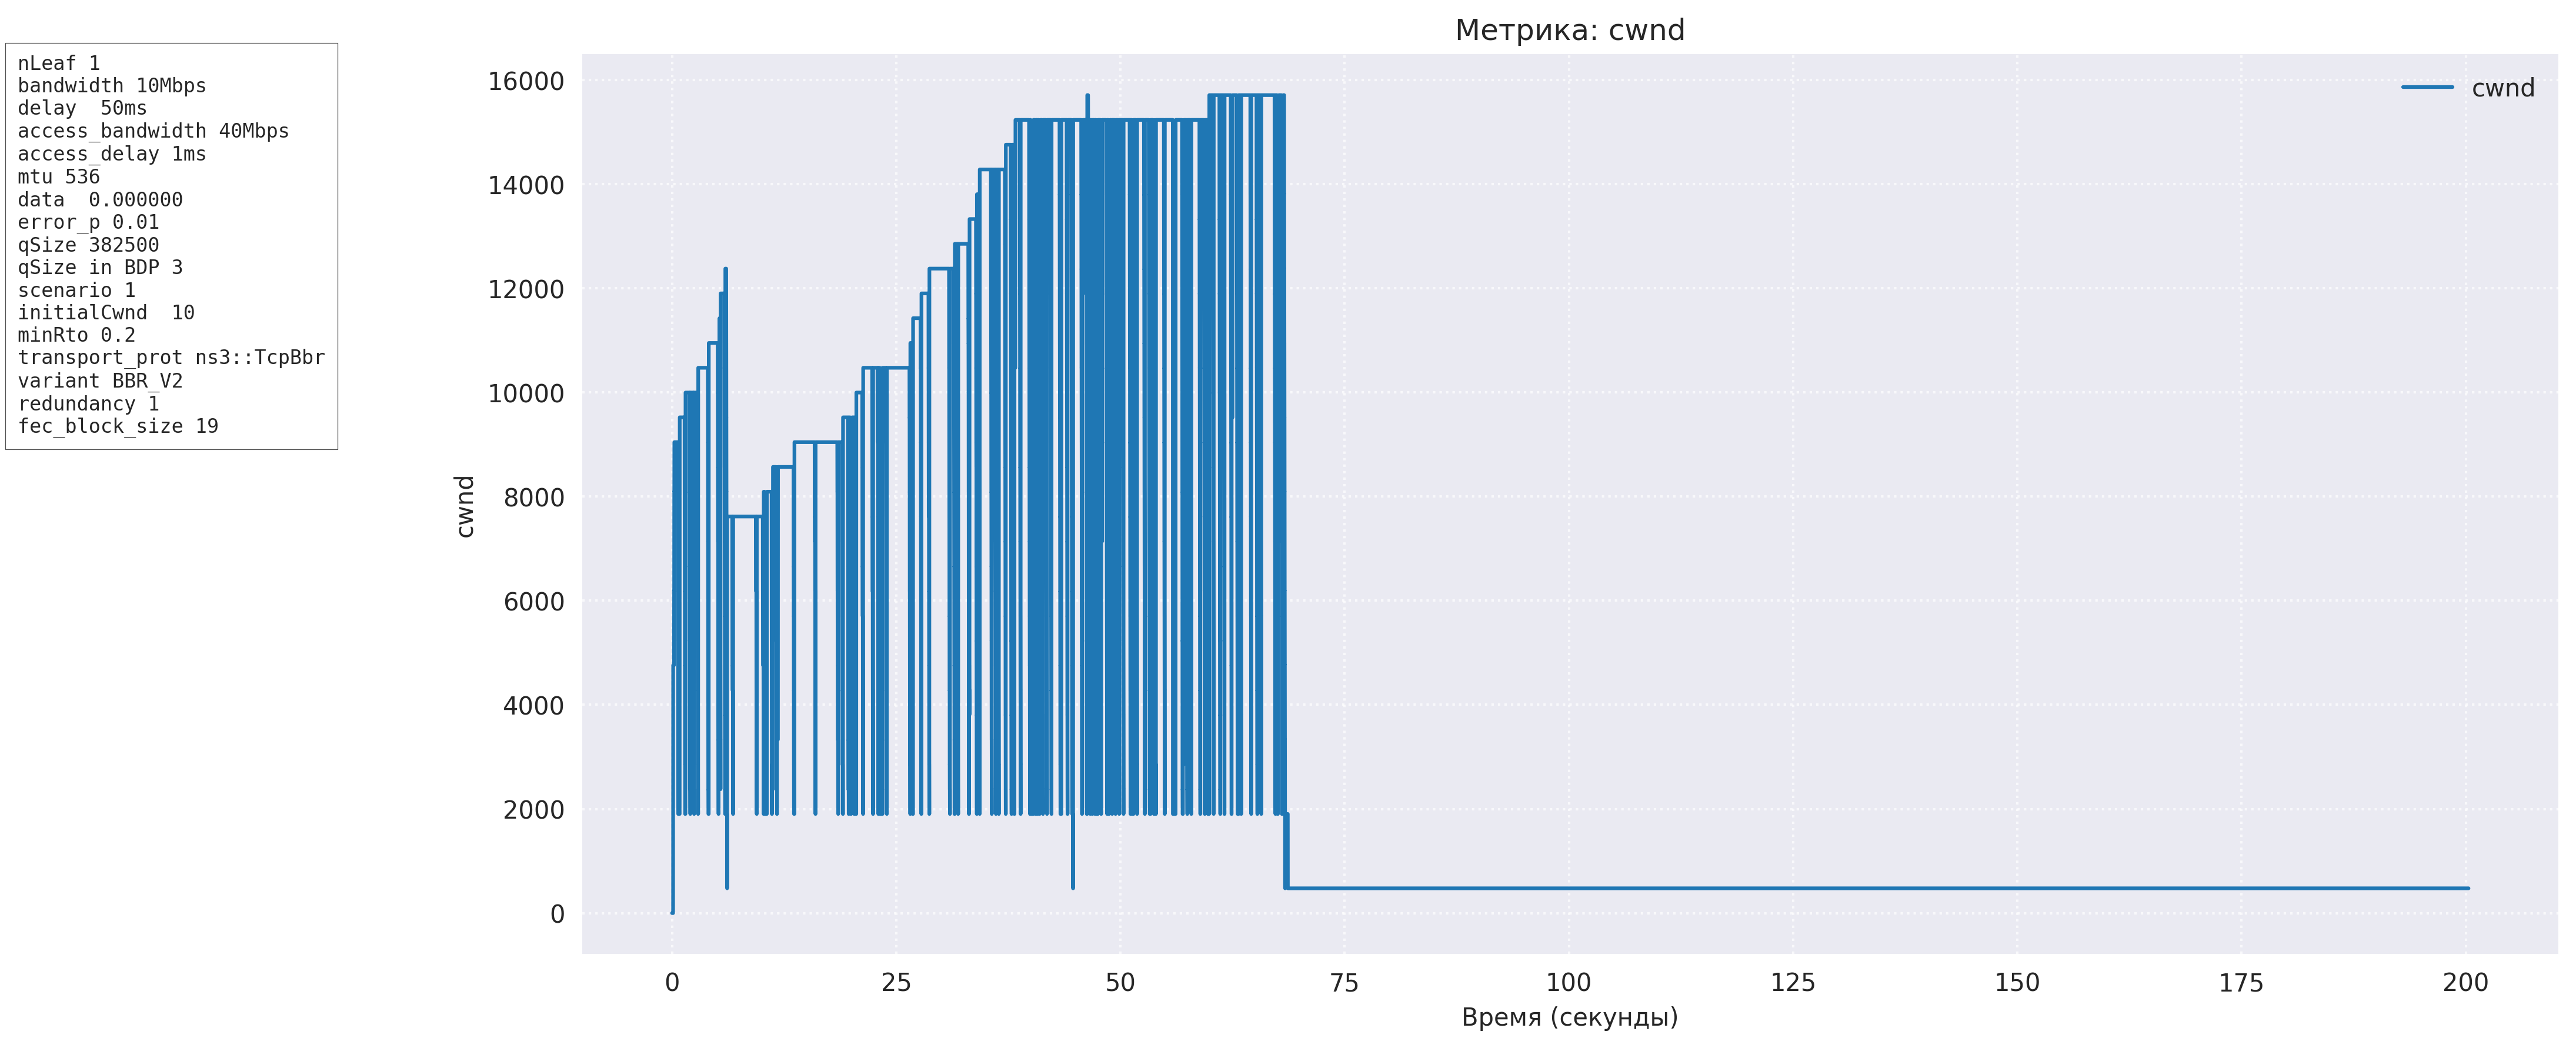 Метрика: cwnd
nLeaf 1
bandwidth 10Mbps
delay  50ms
access_bandwidth 40Mbps
access_delay 1ms
mtu 536
data  0.000000
error_p 0.01
qSize 382500
qSize in BDP 3
scenario 1
initialCwnd  10
minRto 0.2
transport_prot ns3::TcpBbr
variant BBR_V2
redundancy 1
fec_block_size 19
cwnd
16000
14000
12000
10000
8000
6000
4000
2000
0
cwnd
0 25 50 75 100 125 150 175 200
Время (секунды)